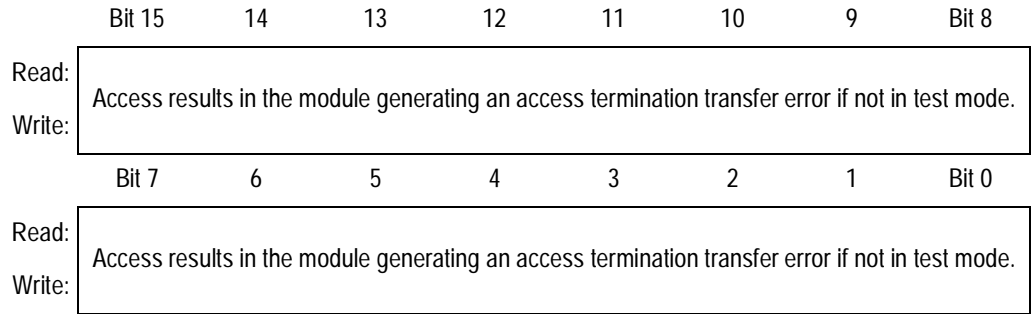 Bit 15 14 13 12 11 10 9 Bit 8
Read:
Access results in the module generating an access termination transfer error if not in test mode.
Write:
Bit 7 6 5 4 3 2 1 Bit 0
Read:
Access results in the module generating an access termination transfer error if not in test mode.
Write: